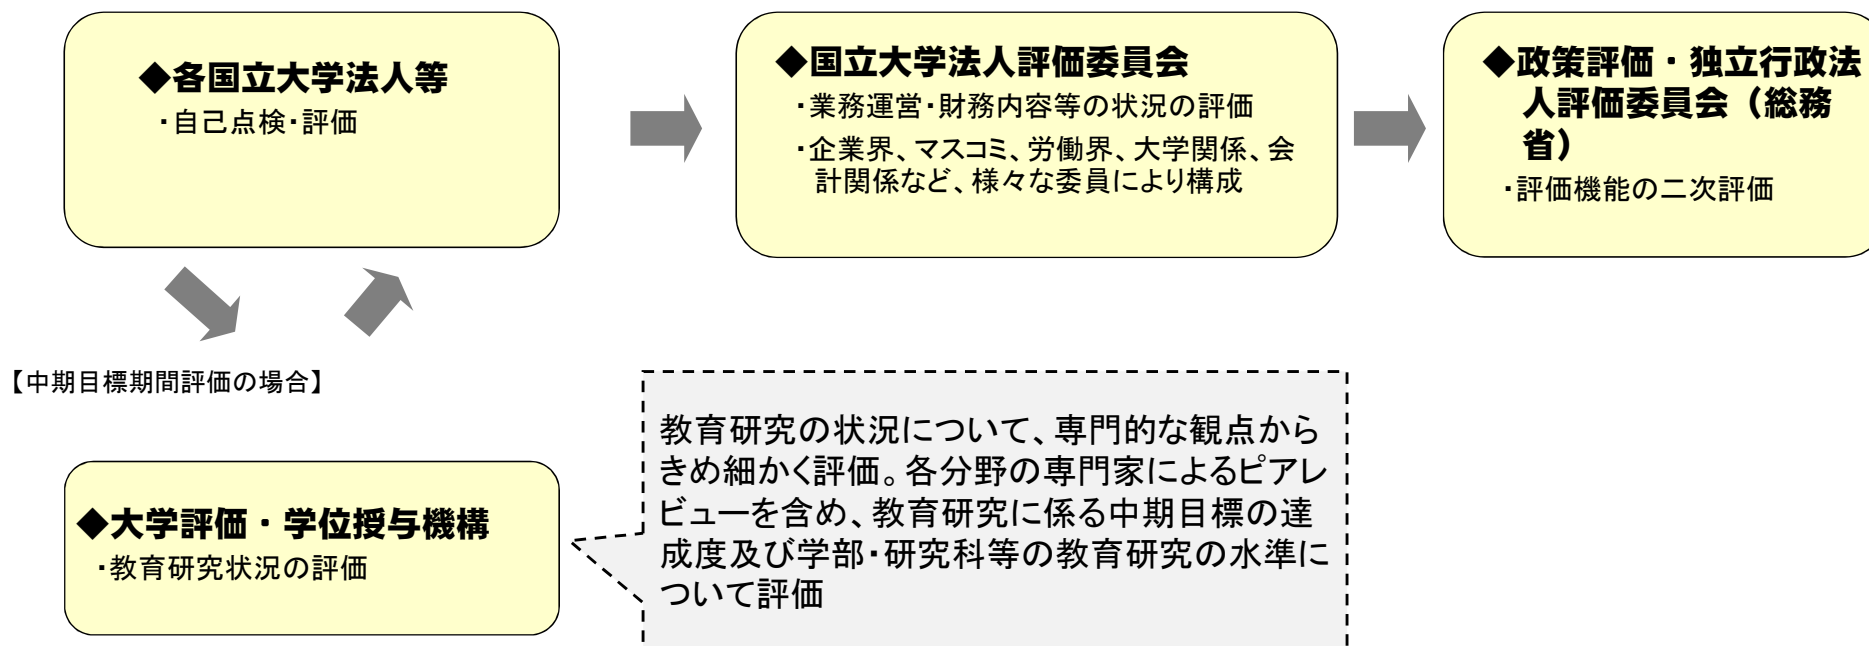 ◆各国立大学法人等
・自己点検・評価
◆国立大学法人評価委員会
・業務運営・財務内容等の状況の評価
・企業界、マスコミ、労働界、大学関係、会
計関係など、様々な委員により構成
◆政策評価・独立行政法
人評価委員会（総務
省）
・評価機能の二次評価
【中期目標期間評価の場合】
◆大学評価・学位授与機構
・教育研究状況の評価
教育研究の状況について、専門的な観点から
きめ細かく評価。各分野の専門家によるピアレ
ビューを含め、教育研究に係る中期目標の達
成度及び学部・研究科等の教育研究の水準に
ついて評価